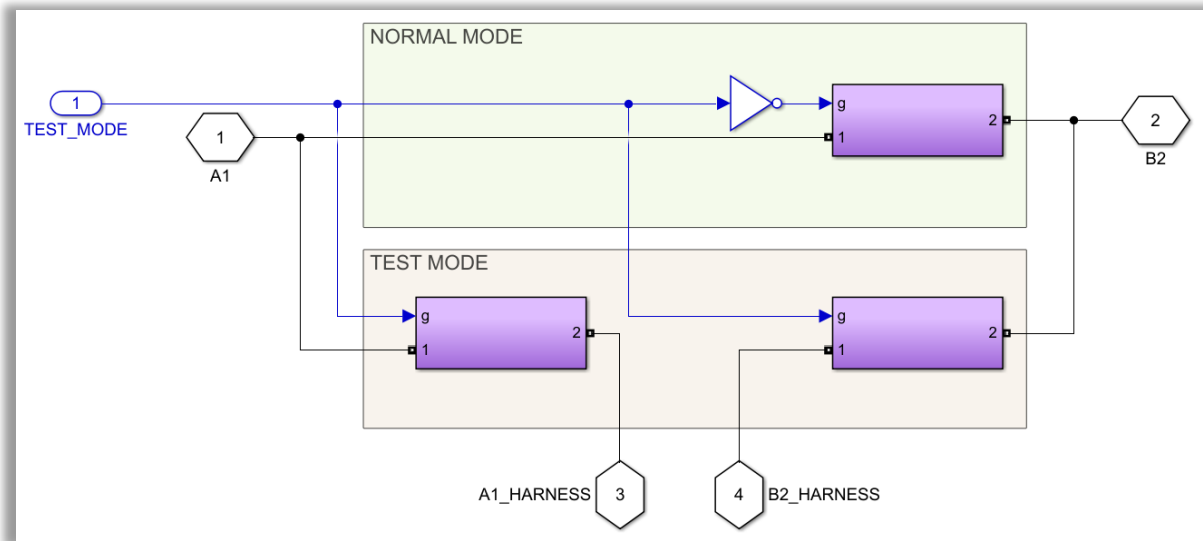 NORMAL MODE
1
TEST_MODE
1
A1
g
1
2
2
B2
TEST MODE
g
1
2
g
1
2
A1_HARNESS
3
4
B2_HARNESS